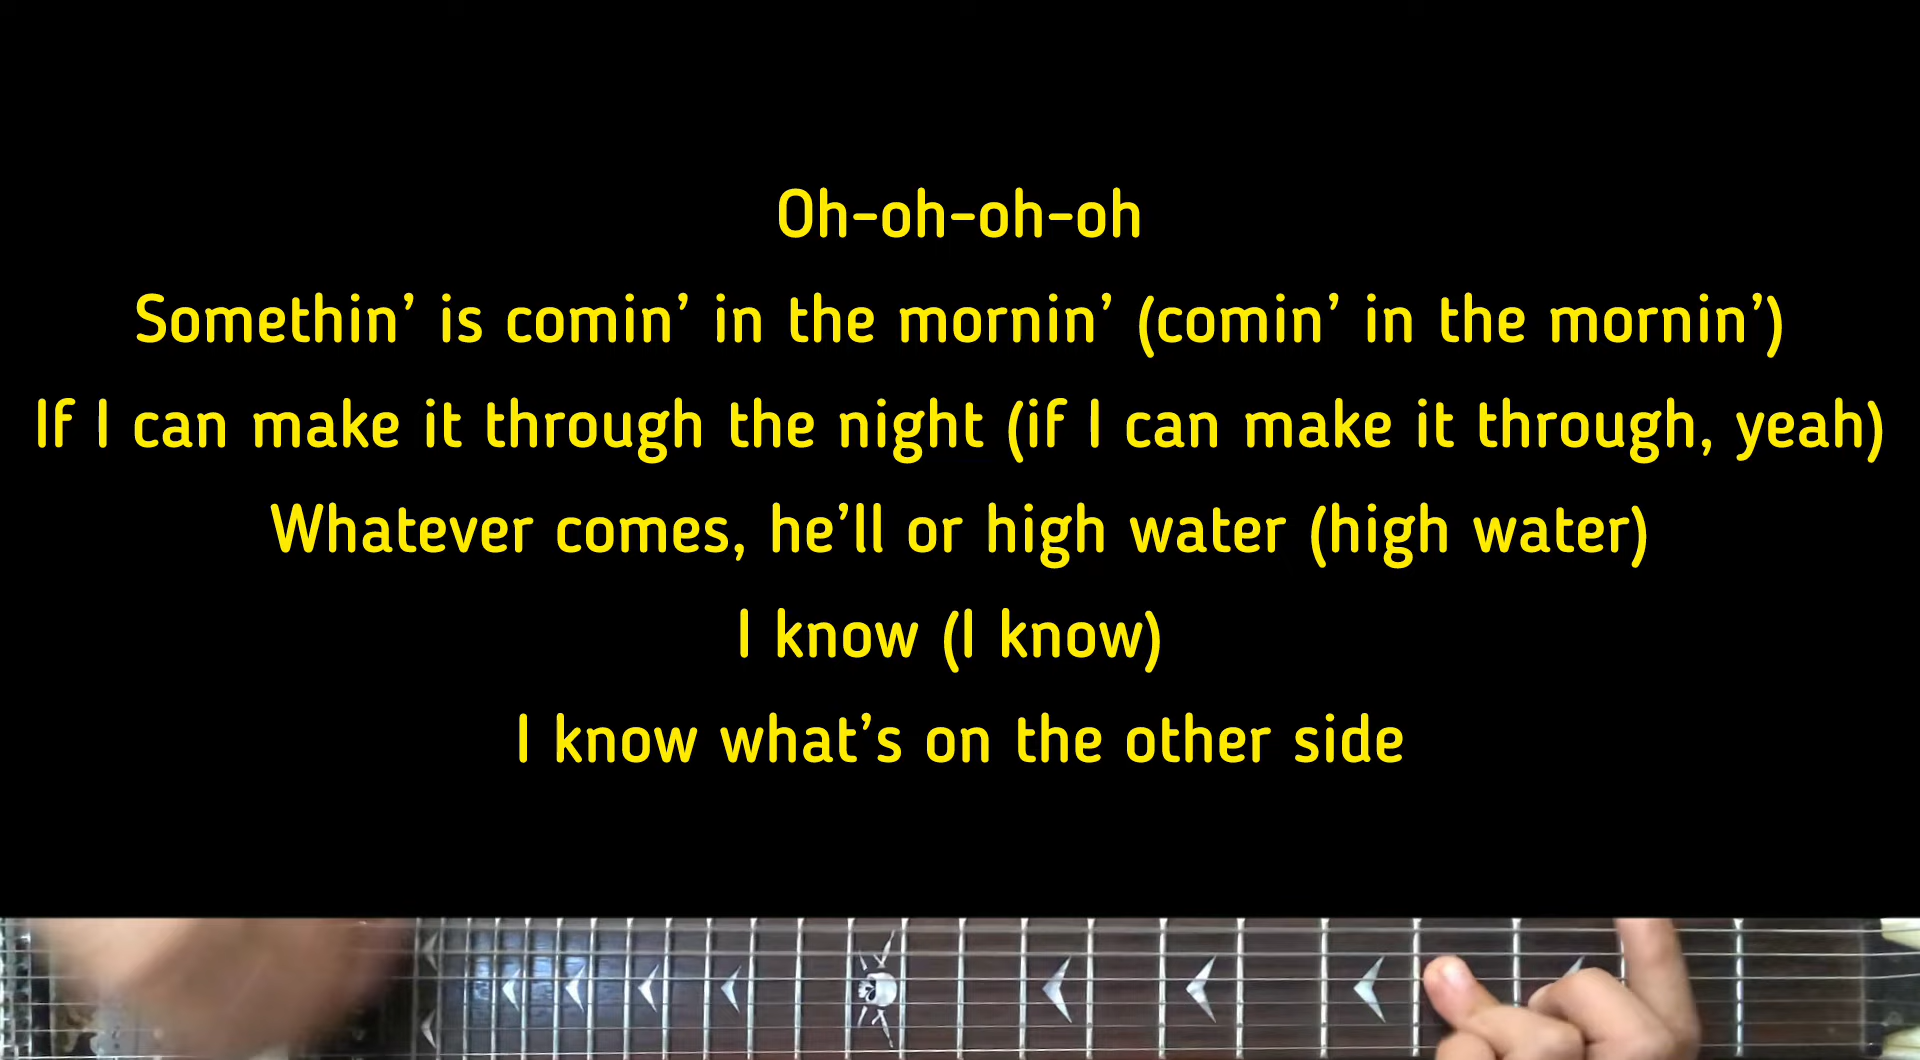 Oh-oh-oh-oh
Somethin’ is comin’ in the mornin’ (comin’ in the mornin’)
If I can make it through the night (if I can make it through, yeah)
Whatever comes, he’ll or high water (high water)
I know (I know)
I know what’s on the other side